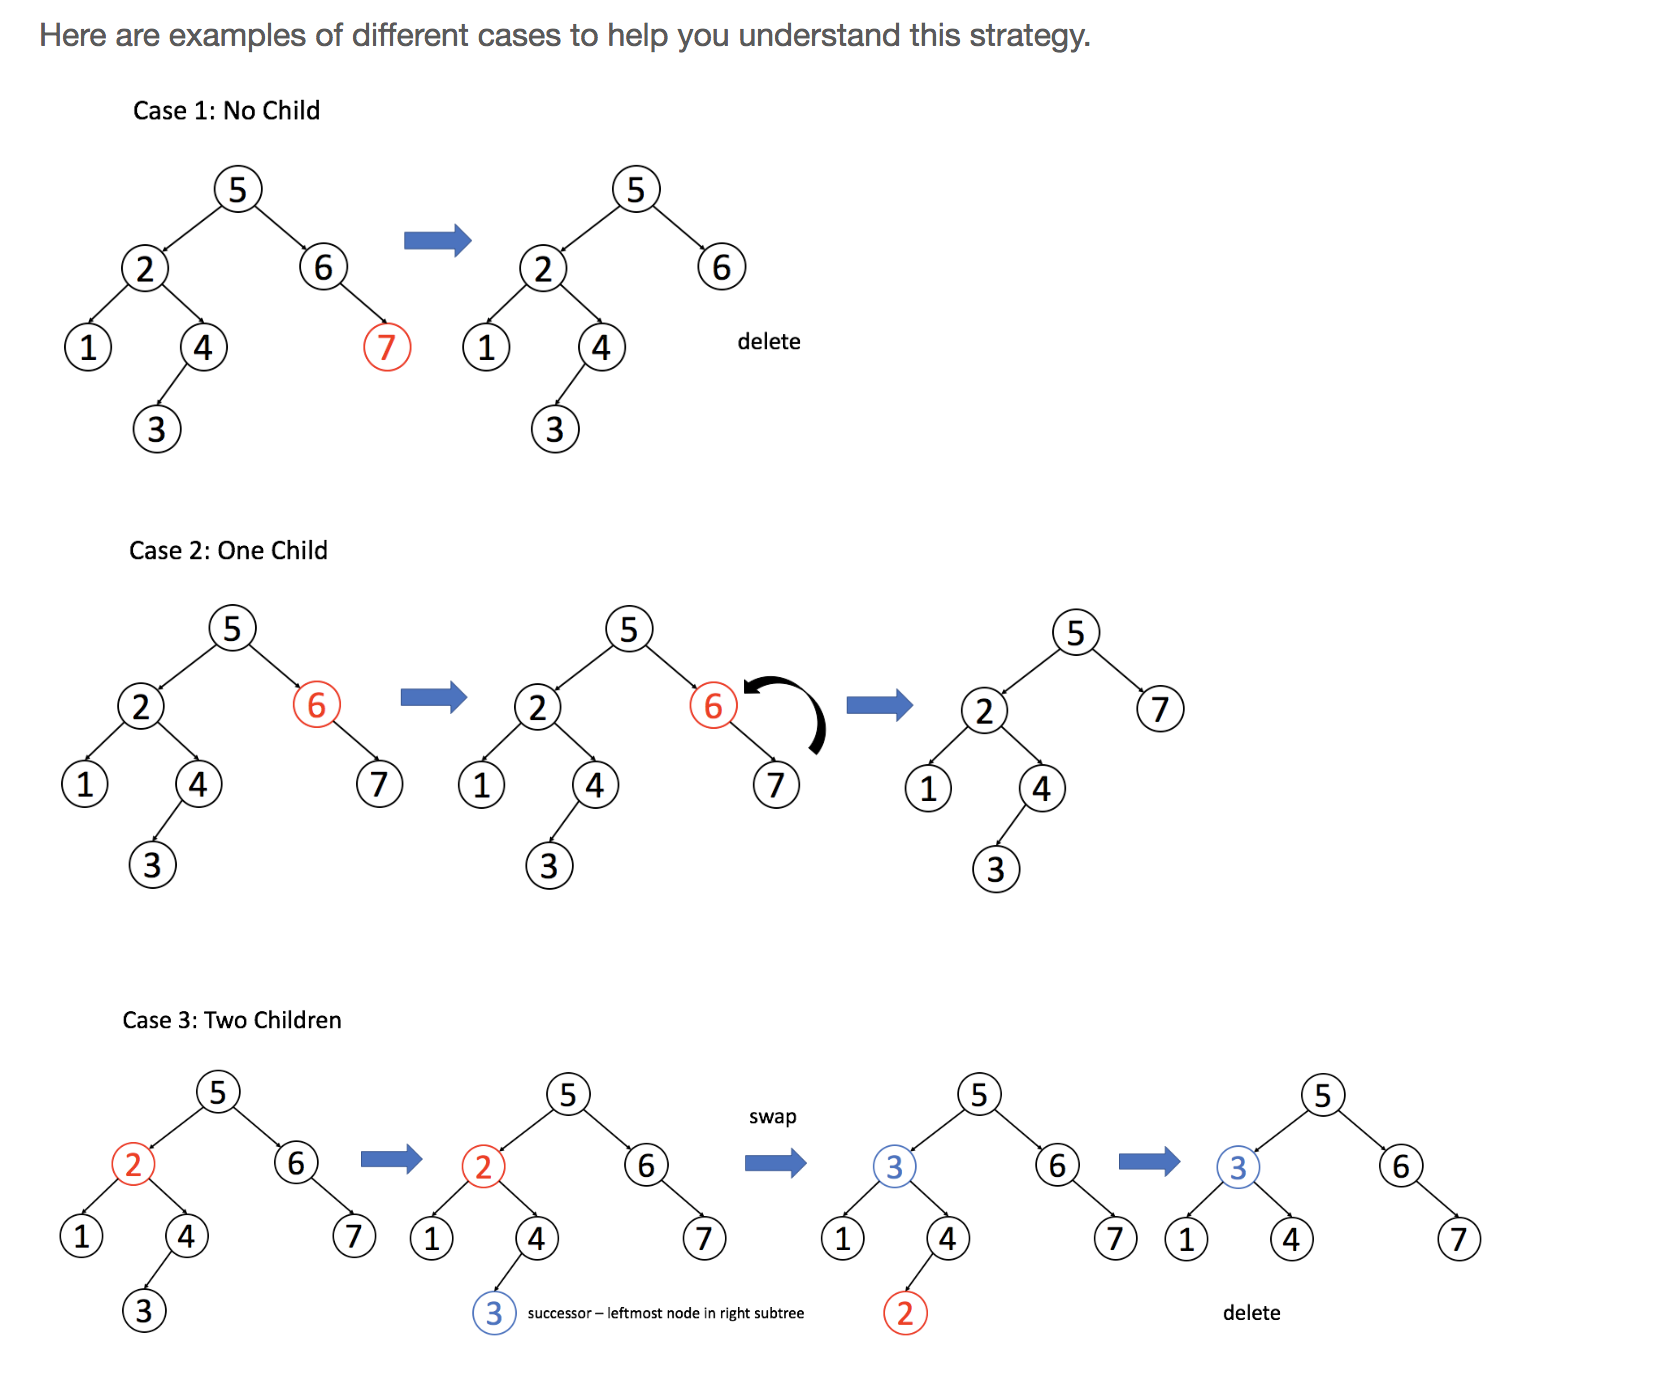 Here are examples of different cases to help you understand this strategy.
Case 1: No Child
5 5
2 6 2 6
1 4 7 1 4 delete
3 3
Case 2: One Child
5 5 5
2 6 2 6 2 7
1 4 7 1 4 7 1 4
3 3 3
Case 3: Two Children
5 5 swap 5 5
2 6 2 6 3 6 3 6
1 4 7 1 4 7 1 4 7 1 4 7
3 3 successor – leftmost node in right subtree 2 delete